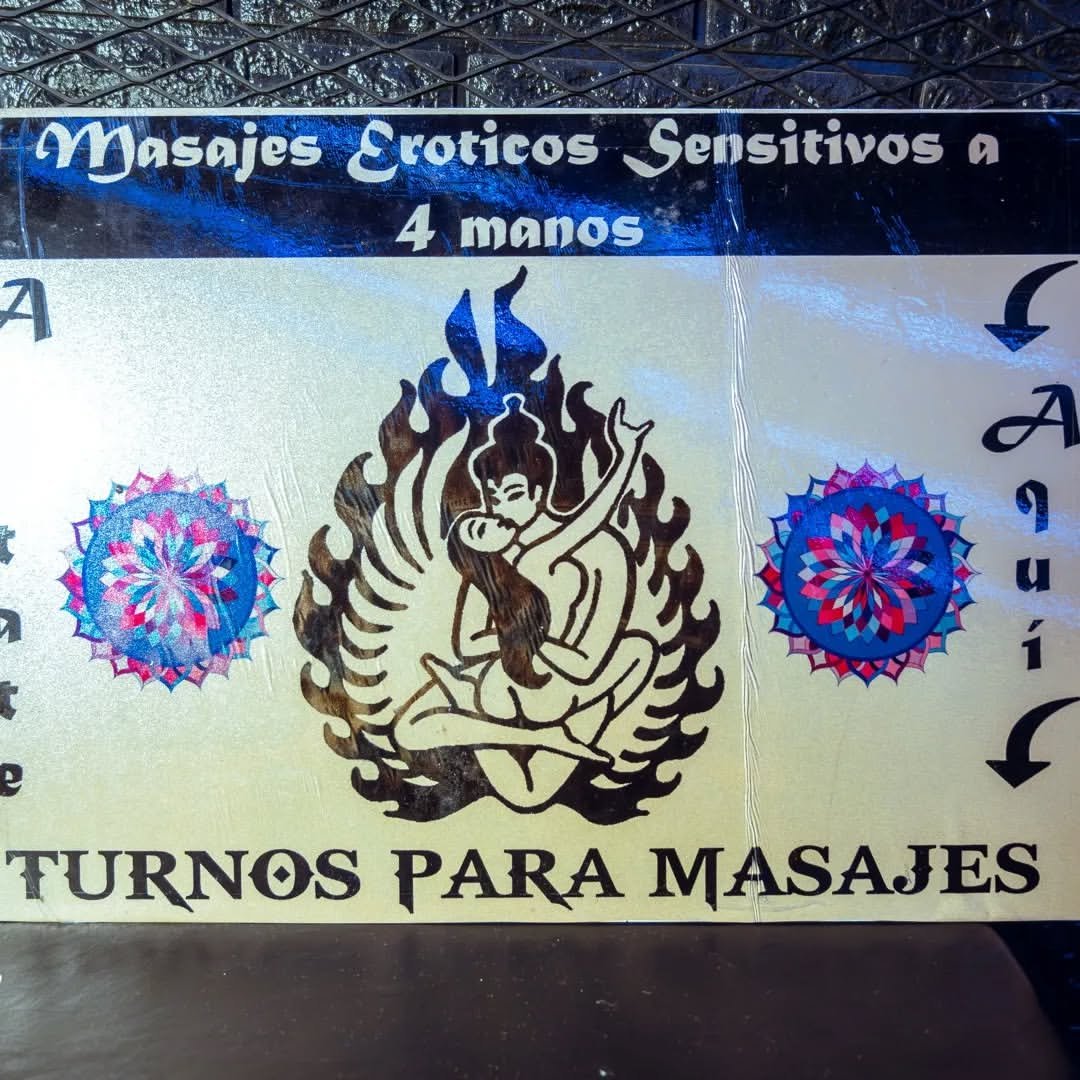 Masajes Eroticos Sensitivos a
4 manos
Aquí
TURNOS PARA MASAJES